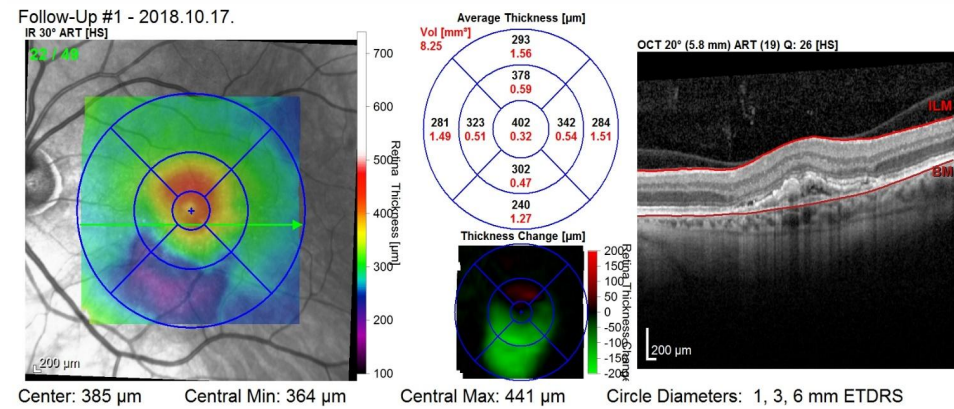 Follow-Up #1 - 2018.10.17.
IR 30° ART [HS]
22 / 48
700
600
500
400
300
200
100
Retina Thickness [µm]
200 µm
Average Thickness [µm]
Vol [mm³]
8.25
293
1.56
378
0.59
281
1.49
323
0.51
402
0.32
342
0.54
284
1.51
302
0.47
240
1.27
Thickness Change [µm]
200
150
100
50
0
-50
-100
-150
-200
Retina Thickness Change
OCT 20° (5.8 mm) ART (19) Q: 26 [HS]
ILM
BM
200 µm
Center: 385 µm Central Min: 364 µm Central Max: 441 µm Circle Diameters: 1, 3, 6 mm ETDRS